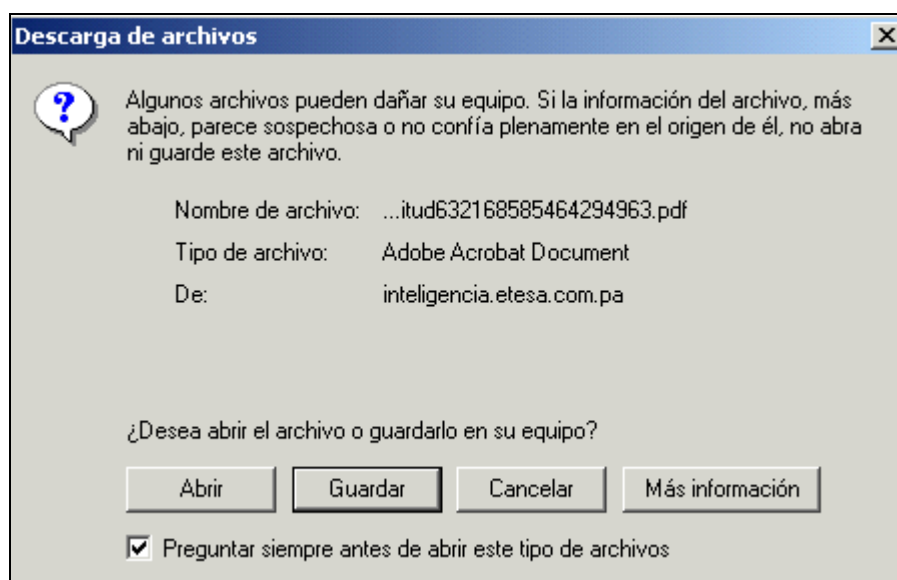 Descarga de archivos
Algunos archivos pueden dañar su equipo. Si la información del archivo, más
abajo, parece sospechosa o no confía plenamente en el origen de él, no abra
ni guarde este archivo.
Nombre de archivo: ...itud632168585464294963.pdf
Tipo de archivo: Adobe Acrobat Document
De: inteligencia.etesa.com.pa
¿Desea abrir el archivo o guardarlo en su equipo?
Abrir Guardar Cancelar Más información
Preguntar siempre antes de abrir este tipo de archivos